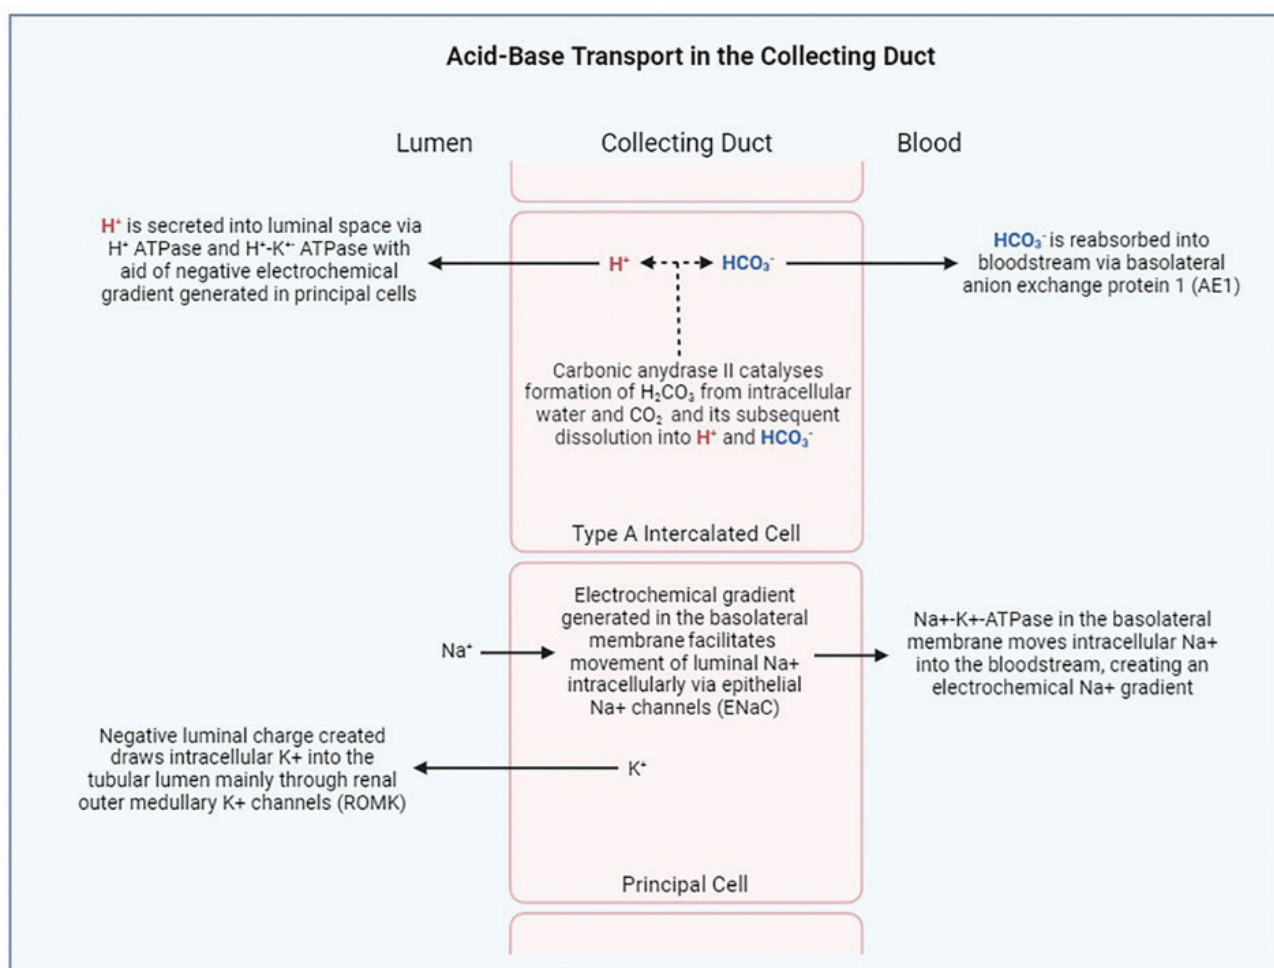 Acid-Base Transport in the Collecting Duct
Lumen
Collecting Duct
Blood
H⁺ is secreted into luminal space via
H⁺ ATPase and H⁺-K⁺ ATPase with
aid of negative electrochemical
gradient generated in principal cells
H⁺
HCO₃⁻
HCO₃⁻ is reabsorbed into
bloodstream via basolateral
anion exchange protein 1 (AE1)
Carbonic anydrase II catalyses
formation of H₂CO₃ from intracellular
water and CO₂ and its subsequent
dissolution into H⁺ and HCO₃⁻
Type A Intercalated Cell
Na⁺
Electrochemical gradient
generated in the basolateral
membrane facilitates
movement of luminal Na+
intracellularly via epithelial
Na+ channels (ENaC)
Na+-K+-ATPase in the basolateral
membrane moves intracellular Na+
into the bloodstream, creating an
electrochemical Na+ gradient
Negative luminal charge created
draws intracellular K+ into the
tubular lumen mainly through renal
outer medullary K+ channels (ROMK)
K⁺
Principal Cell